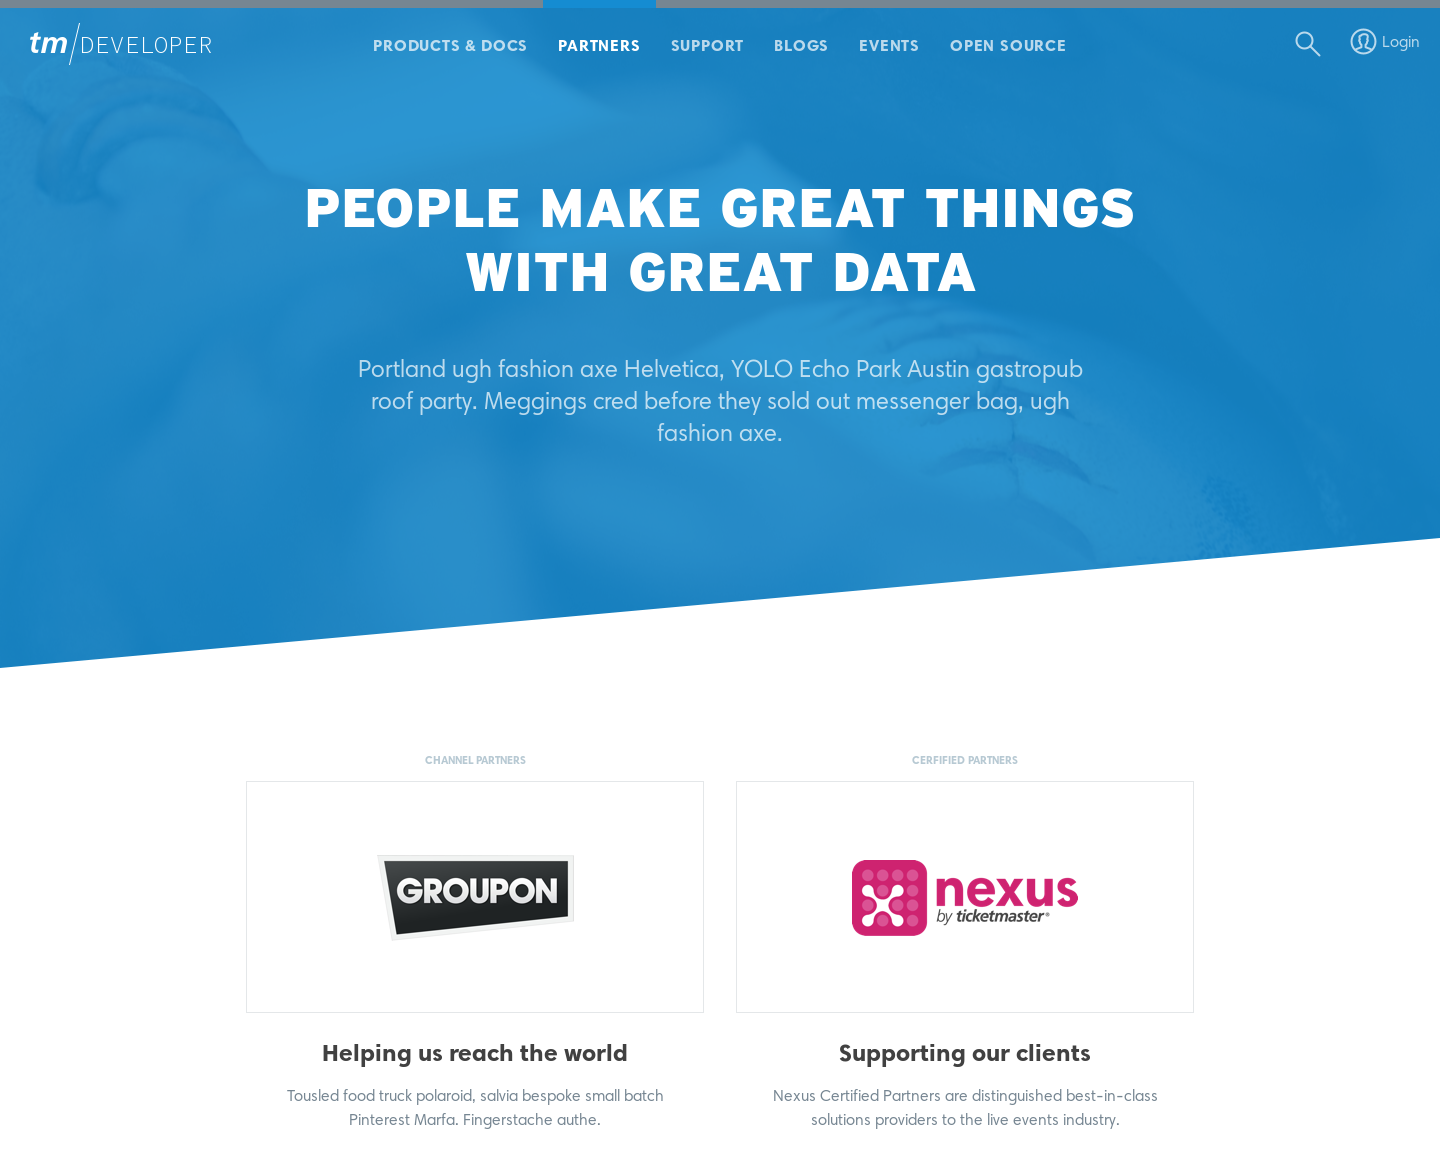 tm/DEVELOPER
PRODUCTS & DOCS
PARTNERS
SUPPORT
BLOGS
EVENTS
OPEN SOURCE
Login
PEOPLE MAKE GREAT THINGS
WITH GREAT DATA
Portland ugh fashion axe Helvetica, YOLO Echo Park Austin gastropub
roof party. Meggings cred before they sold out messenger bag, ugh
fashion axe.
CHANNEL PARTNERS
GROUPON
Helping us reach the world
Tousled food truck polaroid, salvia bespoke small batch
Pinterest Marfa. Fingerstache authe.
CERFIFIED PARTNERS
nexus
by ticketmaster®
Supporting our clients
Nexus Certified Partners are distinguished best-in-class
solutions providers to the live events industry.